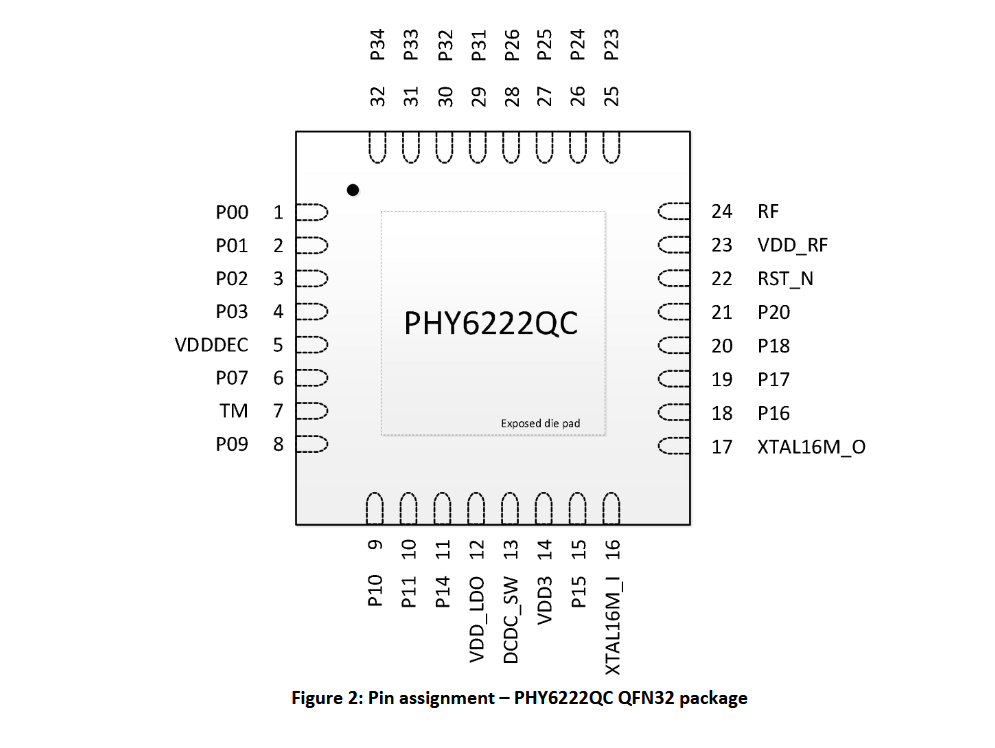 P34 P33 P32 P31 P26 P25 P24 P23
32 31 30 29 28 27 26 25
P00 1
P01 2
P02 3
P03 4
VDDDEC 5
P07 6
TM 7
P09 8
PHY6222QC
Exposed die pad
24 RF
23 VDD_RF
22 RST_N
21 P20
20 P18
19 P17
18 P16
17 XTAL16M_O
9 10 11 12 13 14 15 16
P10 P11 P14 VDD_LDO DCDC_SW VDD3 P15 XTAL16M_I
Figure 2: Pin assignment – PHY6222QC QFN32 package